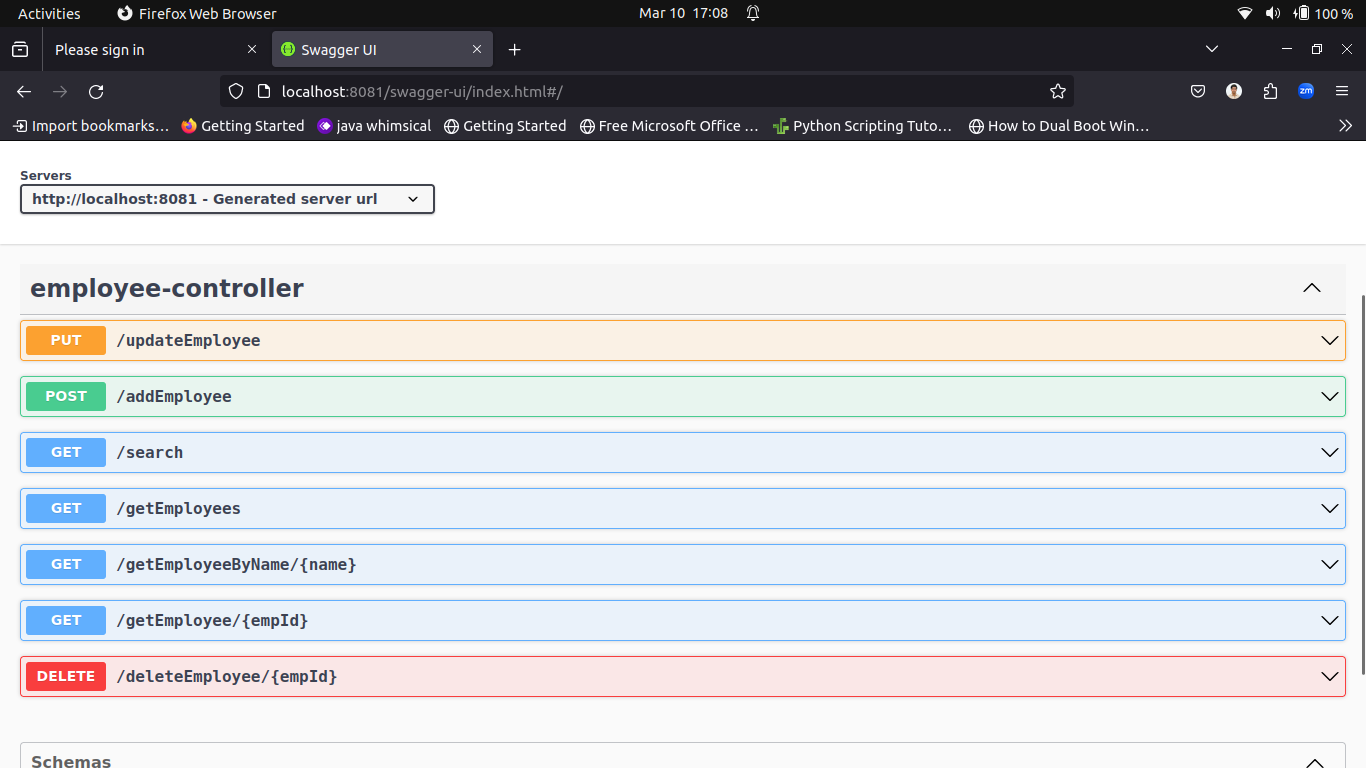 Activities Firefox Web Browser Mar 10 17:08 100 %
Please sign in Swagger UI
localhost:8081/swagger-ui/index.html#/ zm
Import bookmarks… Getting Started java whimsical Getting Started Free Microsoft Office … Python Scripting Tuto… How to Dual Boot Win…
Servers
http://localhost:8081 - Generated server url
employee-controller
PUT /updateEmployee
POST /addEmployee
GET /search
GET /getEmployees
GET /getEmployeeByName/{name}
GET /getEmployee/{empId}
DELETE /deleteEmployee/{empId}
Schemas